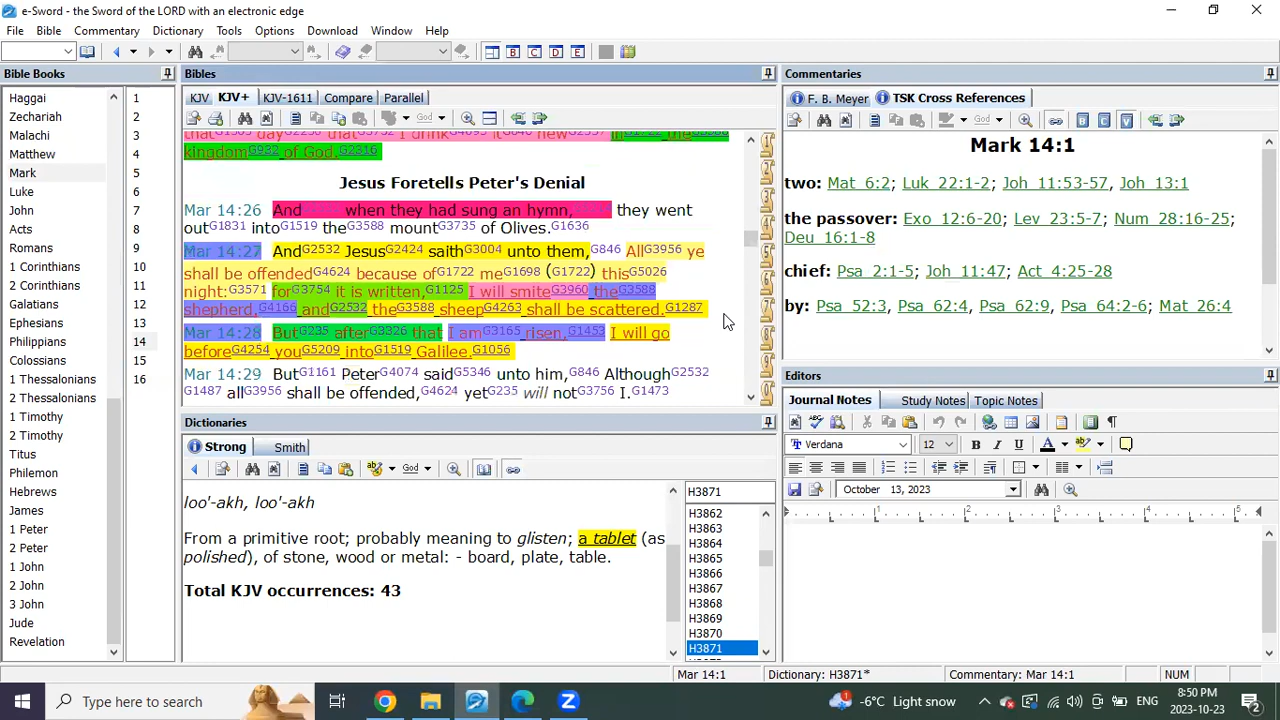 e-Sword - the Sword of the LORD with an electronic edge
File Bible Commentary Dictionary Tools Options Download Window Help
B C D E
Bible Books
Haggai 1
Zechariah 2
Malachi 3
Matthew 4
Mark 5
Luke 6
John 7
Acts 8
Romans 9
1 Corinthians 10
2 Corinthians 11
Galatians 12
Ephesians 13
Philippians 14
Colossians 15
1 Thessalonians 16
2 Thessalonians
1 Timothy
2 Timothy
Titus
Philemon
Hebrews
James
1 Peter
2 Peter
1 John
2 John
3 John
Jude
Revelation
Bibles
KJV KJV+ KJV-1611 Compare Parallel
God
kingdomG932 of God.G2316
Jesus Foretells Peter's Denial
Mar 14:26 And when they had sung an hymn, they went
outG1831 intoG1519 theG3588 mountG3735 of Olives.G1636
Mar 14:27 AndG2532 JesusG2424 saithG3004 unto them,G846 AllG3956 ye
shall be offendedG4624 because ofG1722 meG1698 (G1722) thisG5026
night:G3571 forG3754 it is written,G1125 I will smiteG3960 theG3588
shepherd,G4166 andG2532 theG3588 sheepG4263 shall be scattered.G1287
Mar 14:28 ButG235 afterG3326 that I amG3165 risen,G1453 I will go
beforeG4254 youG5209 intoG1519 Galilee.G1056
Mar 14:29 ButG1161 PeterG4074 saidG5346 unto him,G846 AlthoughG2532
G1487 allG3956 shall be offended,G4624 yetG235 will notG3756 I.G1473
Dictionaries
Strong Smith
God
loo'-akh, loo'-akh
From a primitive root; probably meaning to glisten; a tablet (as
polished), of stone, wood or metal: - board, plate, table.
Total KJV occurrences: 43
H3871
H3862
H3863
H3864
H3865
H3866
H3867
H3868
H3869
H3870
H3871
Commentaries
F. B. Meyer TSK Cross References
God B C V
Mark 14:1
two: Mat 6:2; Luk 22:1-2; Joh 11:53-57, Joh 13:1
the passover: Exo 12:6-20; Lev 23:5-7; Num 28:16-25;
Deu 16:1-8
chief: Psa 2:1-5; Joh 11:47; Act 4:25-28
by: Psa 52:3, Psa 62:4, Psa 62:9, Psa 64:2-6; Mat 26:4
Editors
Journal Notes Study Notes Topic Notes
Verdana 12 B I U A
October 13, 2023
1 2 3 4 5
Mar 14:1 Dictionary: H3871* Commentary: Mar 14:1 NUM
Type here to search
-6°C Light snow
8:50 PM
2023-10-23
2